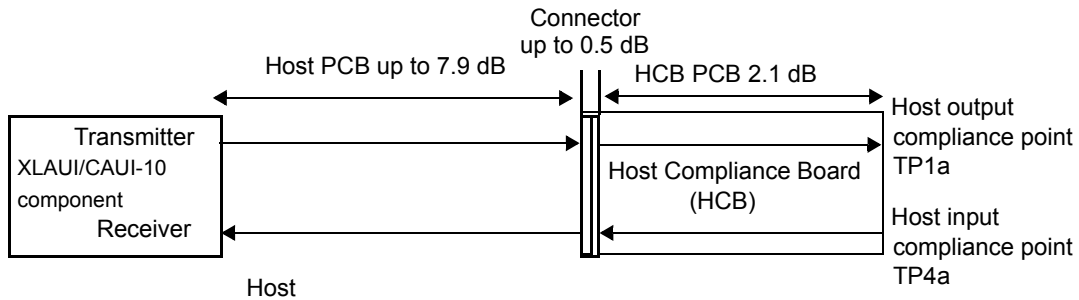 Connector
up to 0.5 dB
Host PCB up to 7.9 dB
HCB PCB 2.1 dB
Host output
compliance point
TP1a
Transmitter
XLAUI/CAUI-10
component
Receiver
Host Compliance Board
(HCB)
Host input
compliance point
TP4a
Host